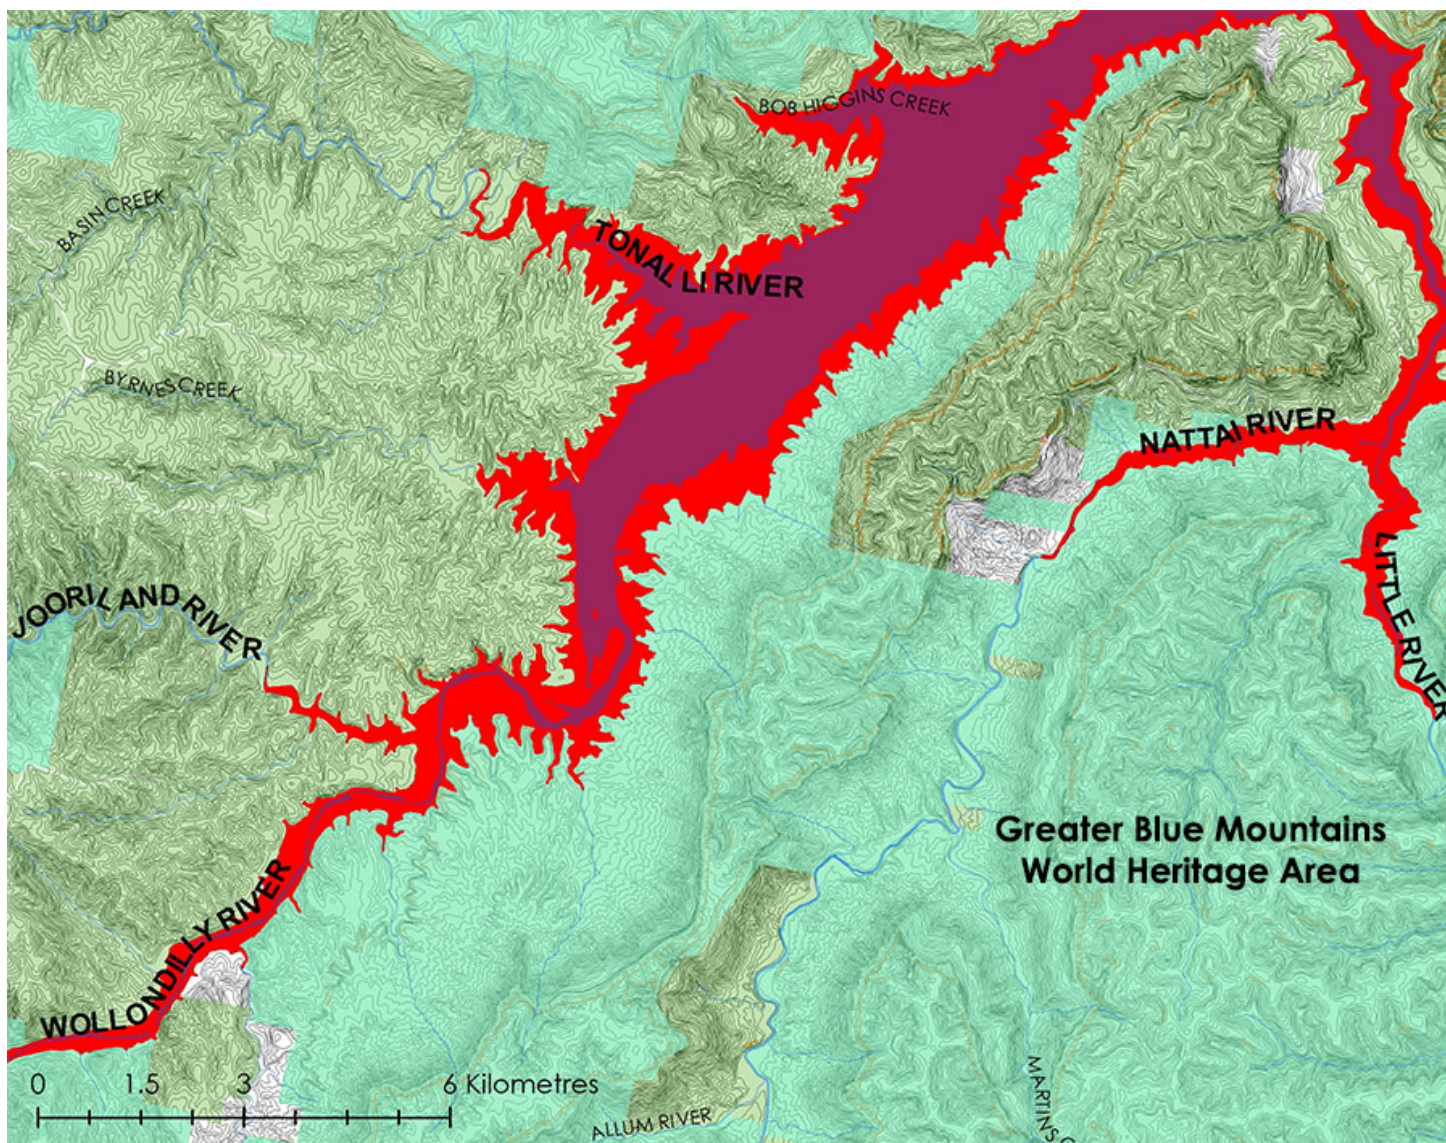 BOB HIGGINS CREEK
BASIN CREEK
TONALLI RIVER
BYRNES CREEK
NATTAI RIVER
JOORILAND RIVER
LITTLE RIVER
Greater Blue Mountains
World Heritage Area
WOLLONDILLY RIVER
0 1.5 3 6 Kilometres
ALLUM RIVER
MARTINS